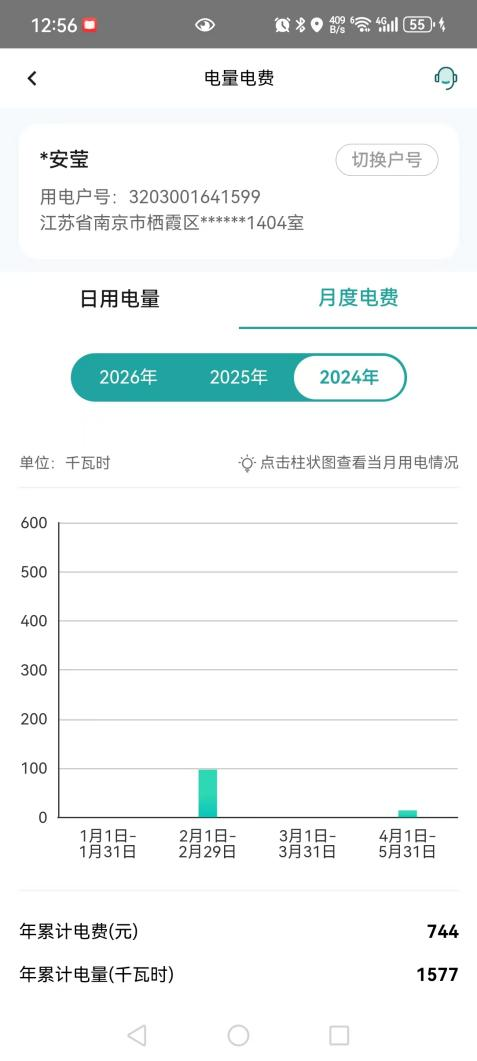 12:56
409
B/s
6
4G
55
电量电费
*安莹
切换户号
用电户号：3203001641599
江苏省南京市栖霞区******1404室
日用电量
月度电费
2026年
2025年
2024年
单位：千瓦时
点击柱状图查看当月用电情况
600
500
400
300
200
100
0
1月1日-
1月31日
2月1日-
2月29日
3月1日-
3月31日
4月1日-
5月31日
年累计电费(元)
744
年累计电量(千瓦时)
1577